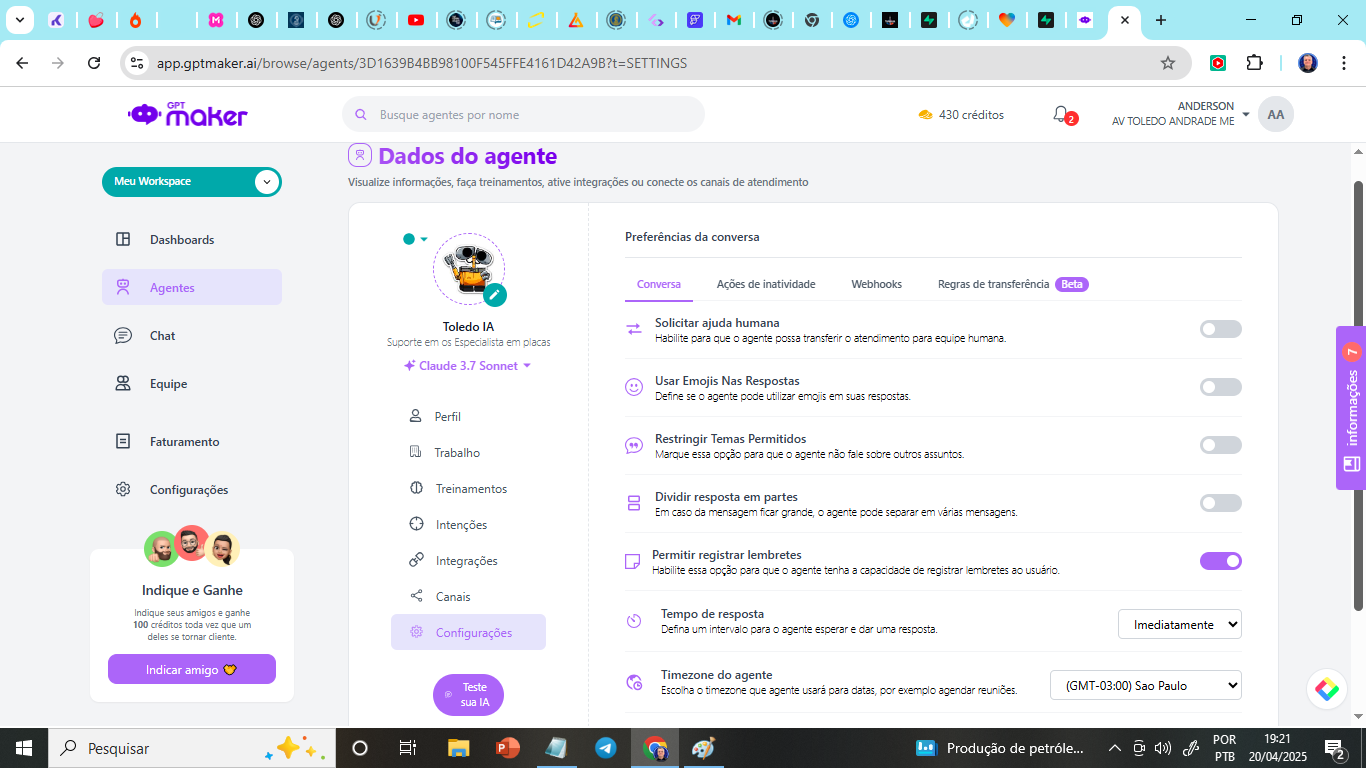 app.gptmaker.ai/browse/agents/3D1639B4BB98100F545FFE4161D42A9B?t=SETTINGS
GPT
maker
Busque agentes por nome
430 créditos
2
ANDERSON
AV TOLEDO ANDRADE ME
AA
Meu Workspace
Dashboards
Agentes
Chat
Equipe
Faturamento
Configurações
Indique e Ganhe
Indique seus amigos e ganhe
100 créditos toda vez que um
deles se tornar cliente.
Indicar amigo
Dados do agente
Visualize informações, faça treinamentos, ative integrações ou conecte os canais de atendimento
Toledo IA
Suporte em os Especialista em placas
Claude 3.7 Sonnet
Perfil
Trabalho
Treinamentos
Intenções
Integrações
Canais
Configurações
Teste
sua IA
Preferências da conversa
Conversa
Ações de inatividade
Webhooks
Regras de transferência Beta
Solicitar ajuda humana
Habilite para que o agente possa transferir o atendimento para equipe humana.
Usar Emojis Nas Respostas
Define se o agente pode utilizar emojis em suas respostas.
Restringir Temas Permitidos
Marque essa opção para que o agente não fale sobre outros assuntos.
Dividir resposta em partes
Em caso da mensagem ficar grande, o agente pode separar em várias mensagens.
Permitir registrar lembretes
Habilite essa opção para que o agente tenha a capacidade de registrar lembretes ao usuário.
Tempo de resposta
Defina um intervalo para o agente esperar e dar uma resposta.
Imediatamente
Timezone do agente
Escolha o timezone que agente usará para datas, por exemplo agendar reuniões.
(GMT-03:00) Sao Paulo
informações 7
Pesquisar
Produção de petróle...
POR
PTB
19:21
20/04/2025
2